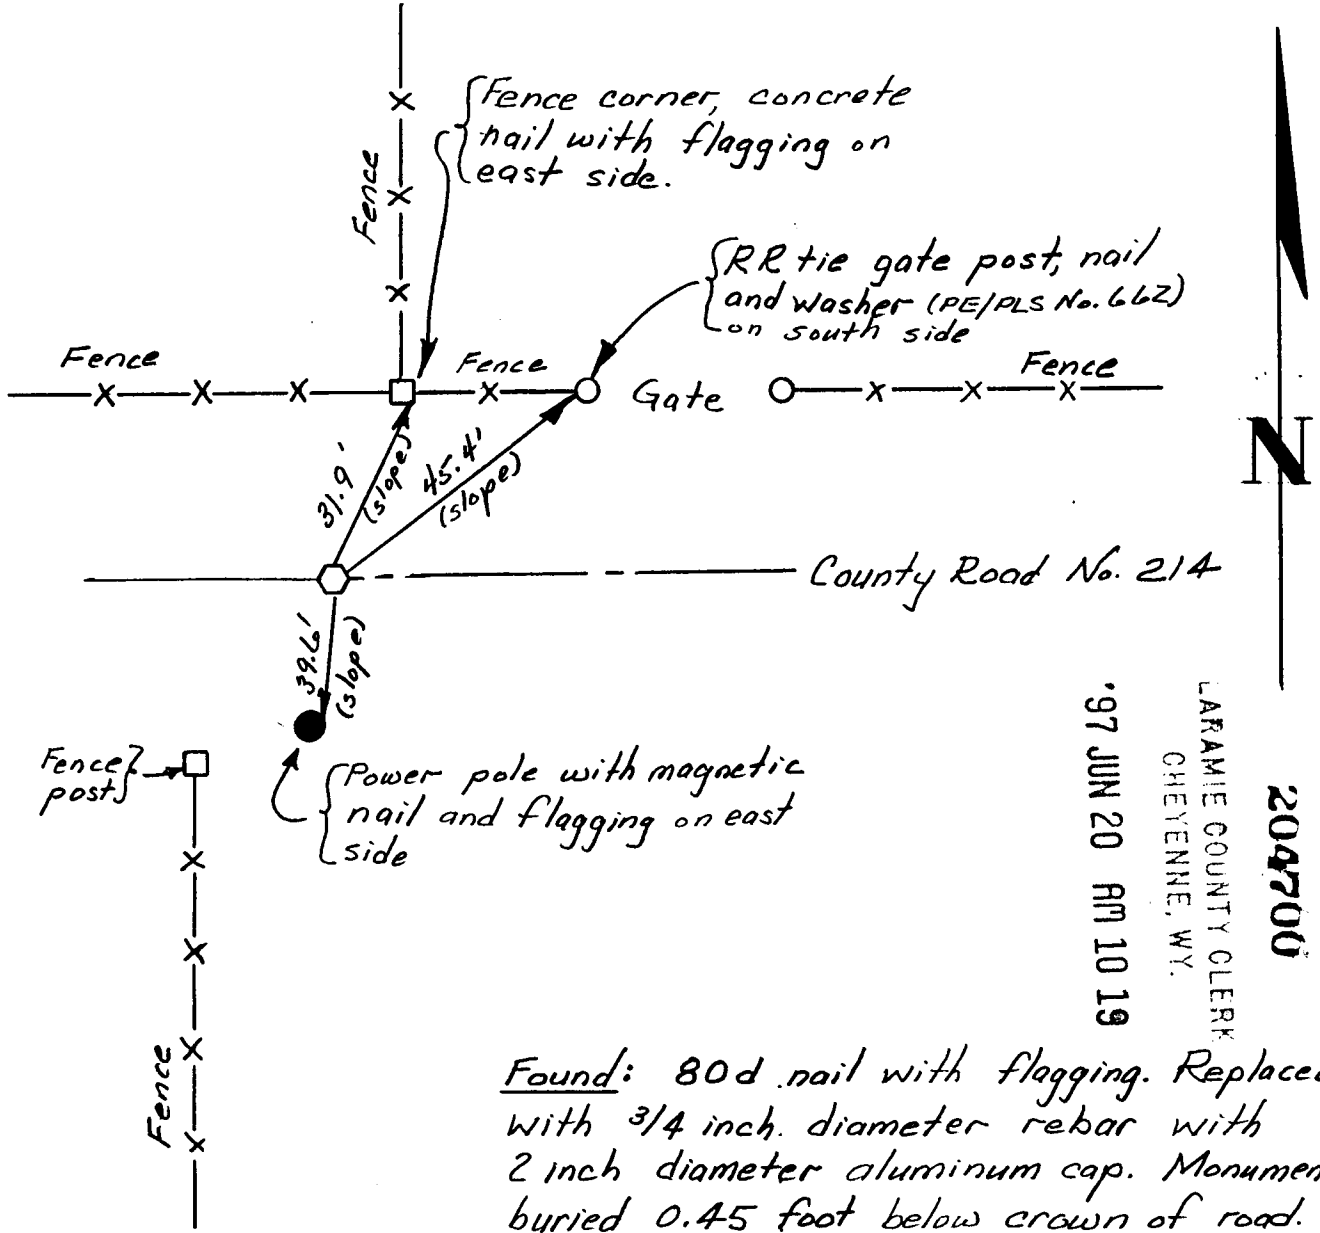 Fence corner, concrete
nail with flagging on
east side.
Fence
RR tie gate post, nail
and washer (PE/PLS No. 662)
on south side
Fence
Fence
Gate
Fence
N
31.9'
(slope)
45.4'
(slope)
County Road No. 214
39.6'
(slope)
Fence
post
Power pole with magnetic
nail and flagging on east
side
Fence
2047700
LARAMIE COUNTY CLERK
CHEYENNE, WY.
'97 JUN 20 AM 10 19
Found: 80d nail with flagging. Replaced
with 3/4 inch. diameter rebar with
2 inch diameter aluminum cap. Monumen
buried 0.45 foot below crown of road.